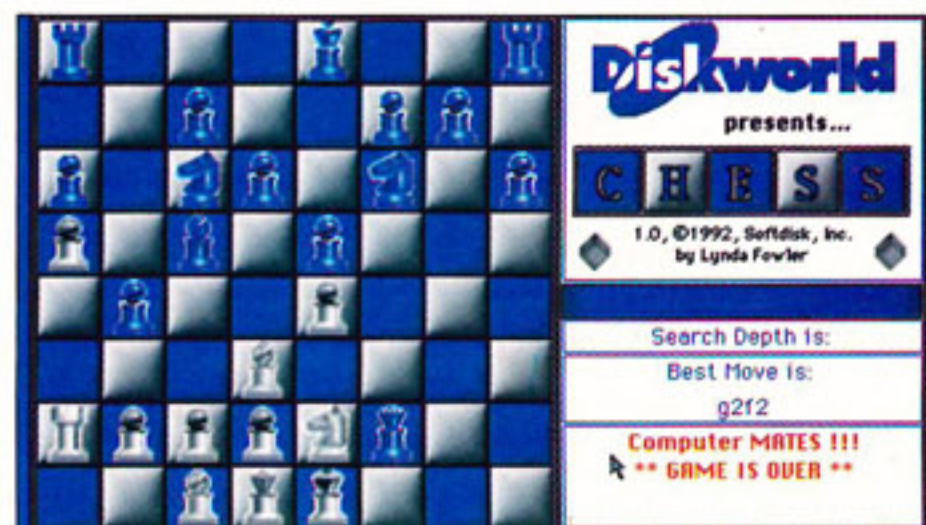 Diskworld
presents...
CHESS
1.0, ©1992, Softdisk, Inc.
by Lynda Fowler
Search Depth is:
Best Move is:
g2f2
Computer MATES !!!
** GAME IS OVER **